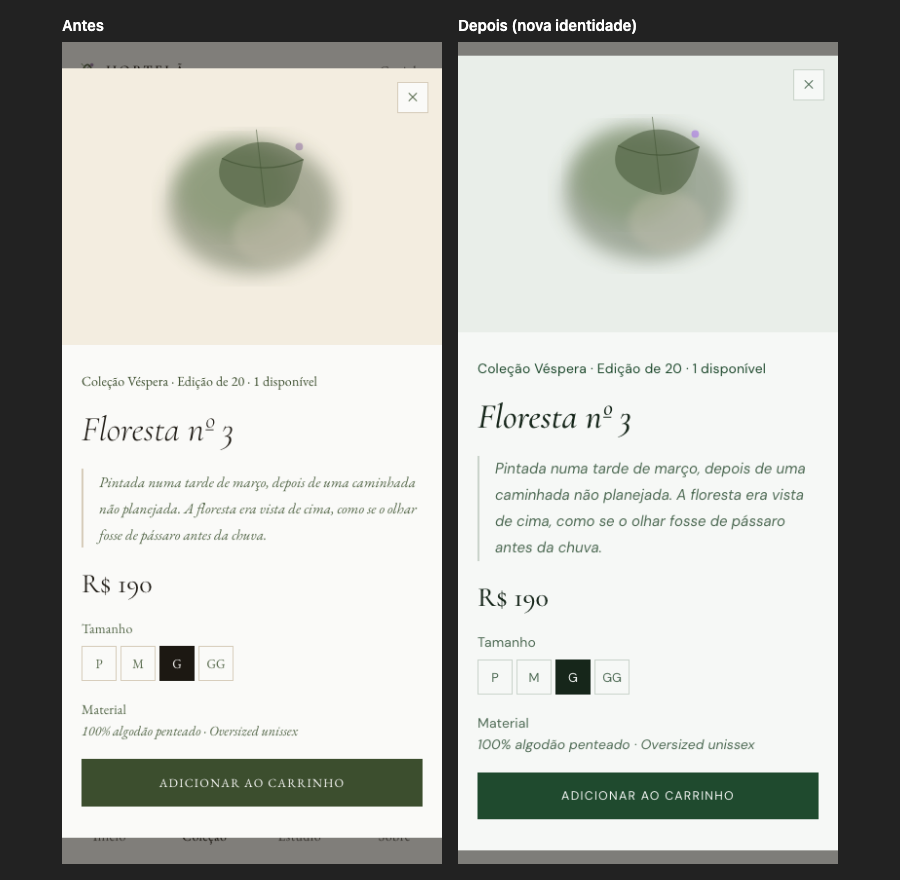 Antes
HORTELÃ
×
Coleção Véspera · Edição de 20 · 1 disponível
Floresta nº 3
Pintada numa tarde de março, depois de uma caminhada
não planejada. A floresta era vista de cima, como se o olhar
fosse de pássaro antes da chuva.
R$ 190
Tamanho
P M G GG
Material
100% algodão penteado · Oversized unissex
ADICIONAR AO CARRINHO
Início Coleção Estúdio Sobre
Depois (nova identidade)
×
Coleção Véspera · Edição de 20 · 1 disponível
Floresta nº 3
Pintada numa tarde de março, depois de uma
caminhada não planejada. A floresta era vista
de cima, como se o olhar fosse de pássaro
antes da chuva.
R$ 190
Tamanho
P M G GG
Material
100% algodão penteado · Oversized unissex
ADICIONAR AO CARRINHO